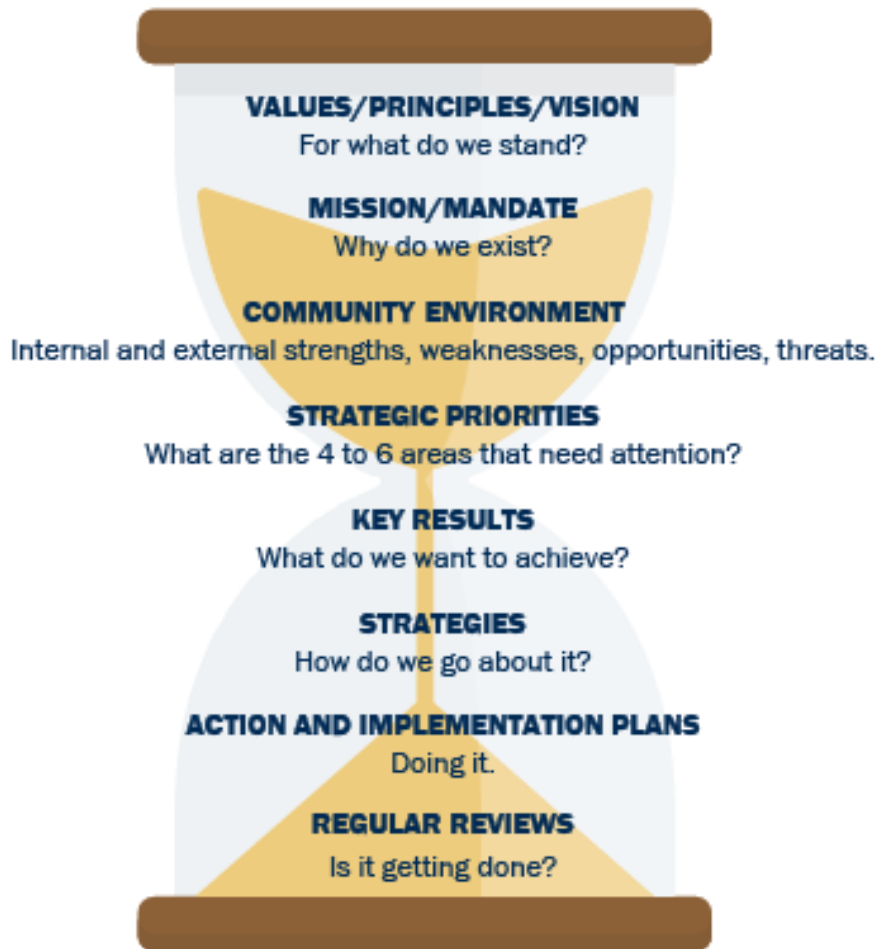 VALUES/PRINCIPLES/VISION
For what do we stand?
MISSION/MANDATE
Why do we exist?
COMMUNITY ENVIRONMENT
Internal and external strengths, weaknesses, opportunities, threats.
STRATEGIC PRIORITIES
What are the 4 to 6 areas that need attention?
KEY RESULTS
What do we want to achieve?
STRATEGIES
How do we go about it?
ACTION AND IMPLEMENTATION PLANS
Doing it.
REGULAR REVIEWS
Is it getting done?